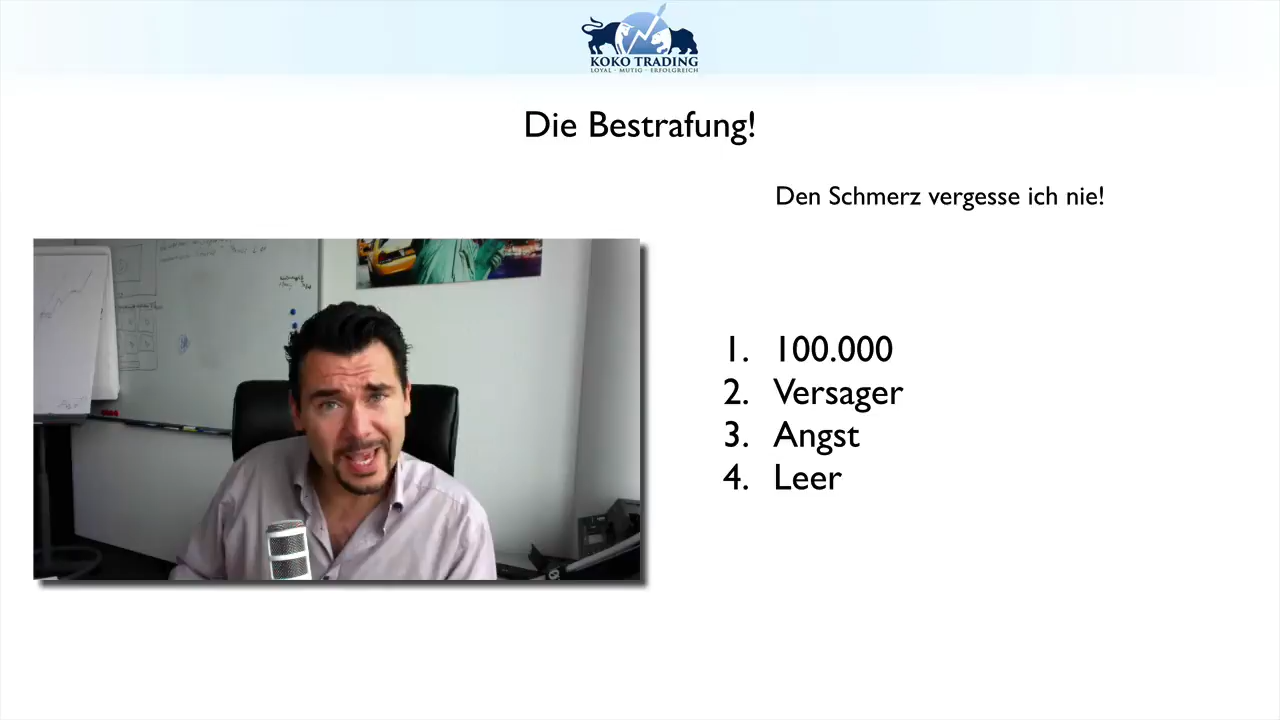 KOKO TRADING
LOYAL · MUTIG · ERFOLGREICH
Die Bestrafung!
Den Schmerz vergesse ich nie!
1. 100.000
2. Versager
3. Angst
4. Leer